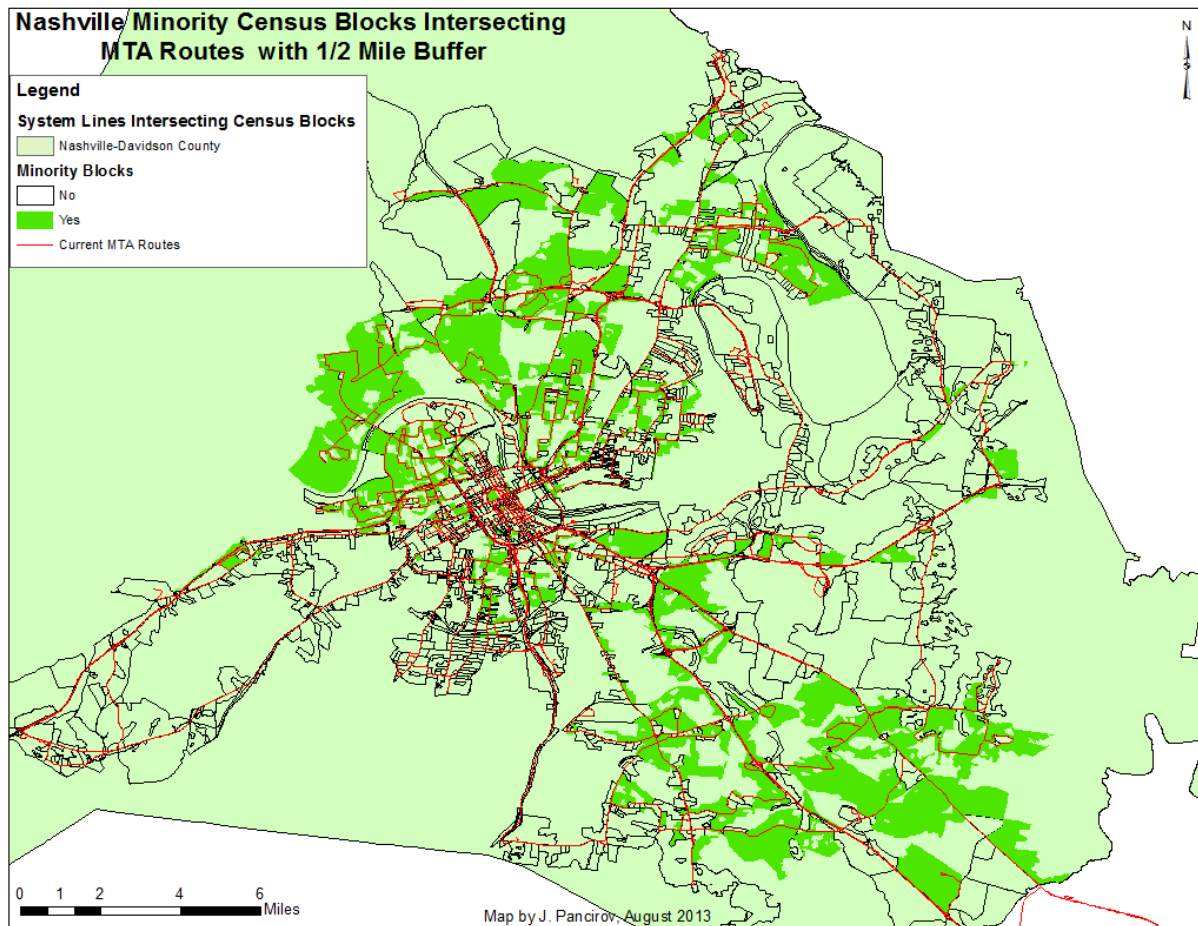 Nashville Minority Census Blocks Intersecting
MTA Routes with 1/2 Mile Buffer
N
Legend
System Lines Intersecting Census Blocks
Nashville-Davidson County
Minority Blocks
No
Yes
Current MTA Routes
0 1 2 4 6
Miles
Map by J. Pancirov, August 2013